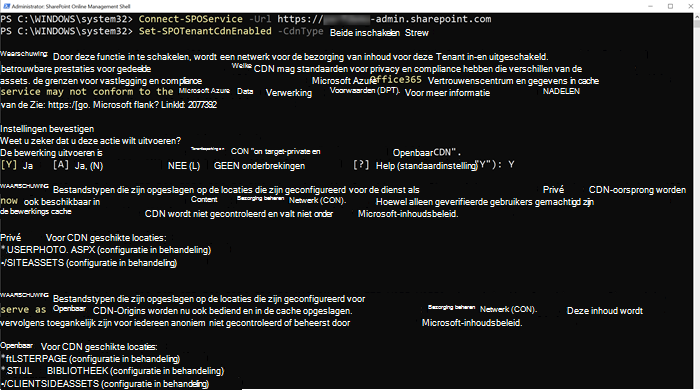 Administrator: SharePoint Online Management Shell
PS C:\WINDOWS\system32> Connect-SPOService -Url https:// -admin.sharepoint.com
PS C:\WINDOWS\system32> Set-SPOTenantCdnEnabled -CdnType Beide inschakelen Strew
Waarschuwing Door deze functie in te schakelen, wordt een netwerk voor de bezorging van inhoud voor deze Tenant in-en uitgeschakeld.
betrouwbare prestaties voor gedeelde Welke CDN mag standaarden voor privacy en compliance hebben die verschillen van de
assets. de grenzen voor vastlegging en compliance Microsoft Azure Office365 Vertrouwenscentrum en gegevens in cache
service may not conform to the Microsoft Azure Data Verwerking Voorwaarden (DPT). Voor meer informatie NADELEN
van de Zie: https://go. Microsoft flank? LinkId: 2077392
Instellingen bevestigen
Weet u zeker dat u deze actie wilt uitvoeren?
De bewerking uitvoeren is CON "on target-private en Openbaar CDN".
[Y] Ja [A] Ja, (N) NEE (L) GEEN onderbrekingen [?] Help (standaardinstelling "Y"): Y
WAARSCHUWING Bestandstypen die zijn opgeslagen op de locaties die zijn geconfigureerd voor de dienst als Privé CDN-oorsprong worden
now ook beschikbaar in Content Bezorging beheren Netwerk (CON). Hoewel alleen geverifieerde gebruikers gemachtigd zijn
de bewerkings cache CDN wordt niet gecontroleerd en valt niet onder Microsoft-inhoudsbeleid.
Privé Voor CDN geschikte locaties:
* USERPHOTO. ASPX (configuratie in behandeling)
•/SITEASSETS (configuratie in behandeling)
WAARSCHUWING Bestandstypen die zijn opgeslagen op de locaties die zijn geconfigureerd voor
serve as Openbaar CDN-Origins worden nu ook bediend en in de cache opgeslagen. Bezorging beheren Netwerk (CON). Deze inhoud wordt
vervolgens toegankelijk zijn voor iedereen anoniem niet gecontroleerd of beheerst door Microsoft-inhoudsbeleid.
Openbaar Voor CDN geschikte locaties:
*ftLSTERPAGE (configuratie in behandeling)
* STIJL BIBLIOTHEEK (configuratie in behandeling)
•/CLIENTSIDEASSETS (configuratie in behandeling)